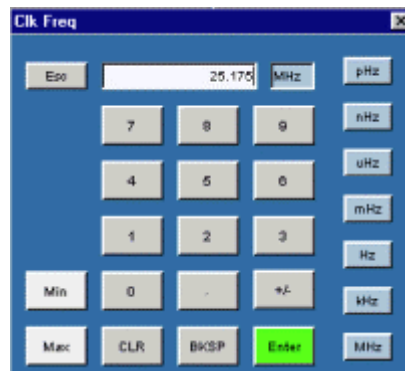 Clk Freq
Esc 25.175 MHz pHz
7 8 9 nHz
4 5 6 uHz
1 2 3 mHz
Hz
Min 0 . +/- kHz
Max CLR BKSP Enter MHz